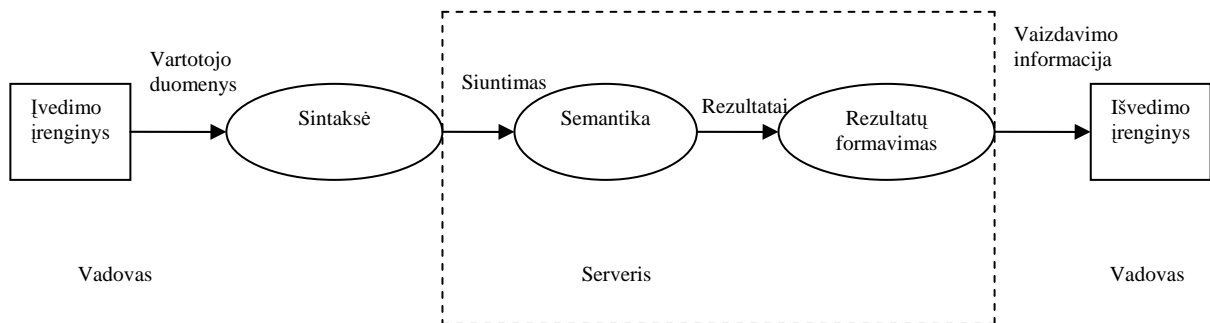 Įvedimo
įrenginys
Vartotojo
duomenys
Sintaksė
Siuntimas
Semantika
Rezultatai
Rezultatų
formavimas
Vaizdavimo
informacija
Išvedimo
įrenginys
Vadovas
Serveris
Vadovas